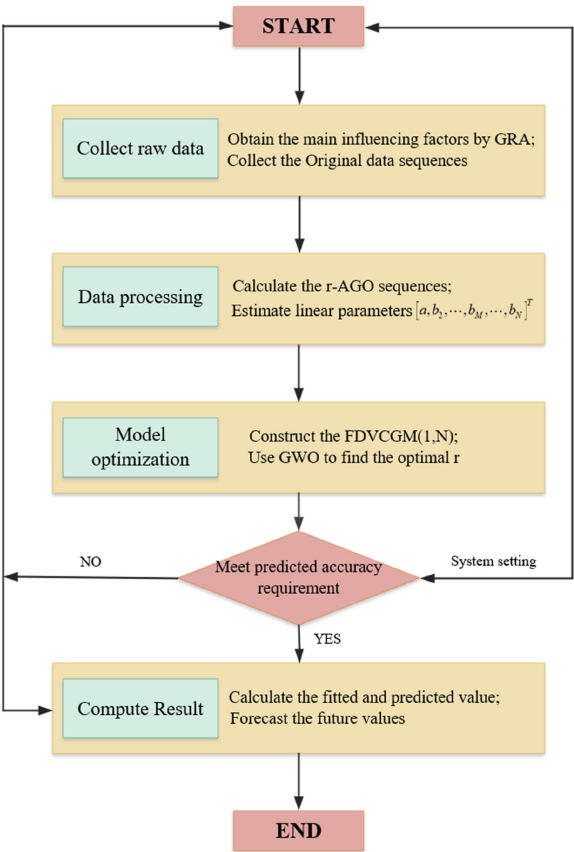 START
Collect raw data
Obtain the main influencing factors by GRA;
Collect the Original data sequences
Data processing
Calculate the r-AGO sequences;
Estimate linear parameters [a,b₂,⋯,b_M,⋯,b_N]^T
Model
optimization
Construct the FDVCGM(1,N);
Use GWO to find the optimal r
Meet predicted accuracy
requirement
NO
System setting
YES
Compute Result
Calculate the fitted and predicted value;
Forecast the future values
END